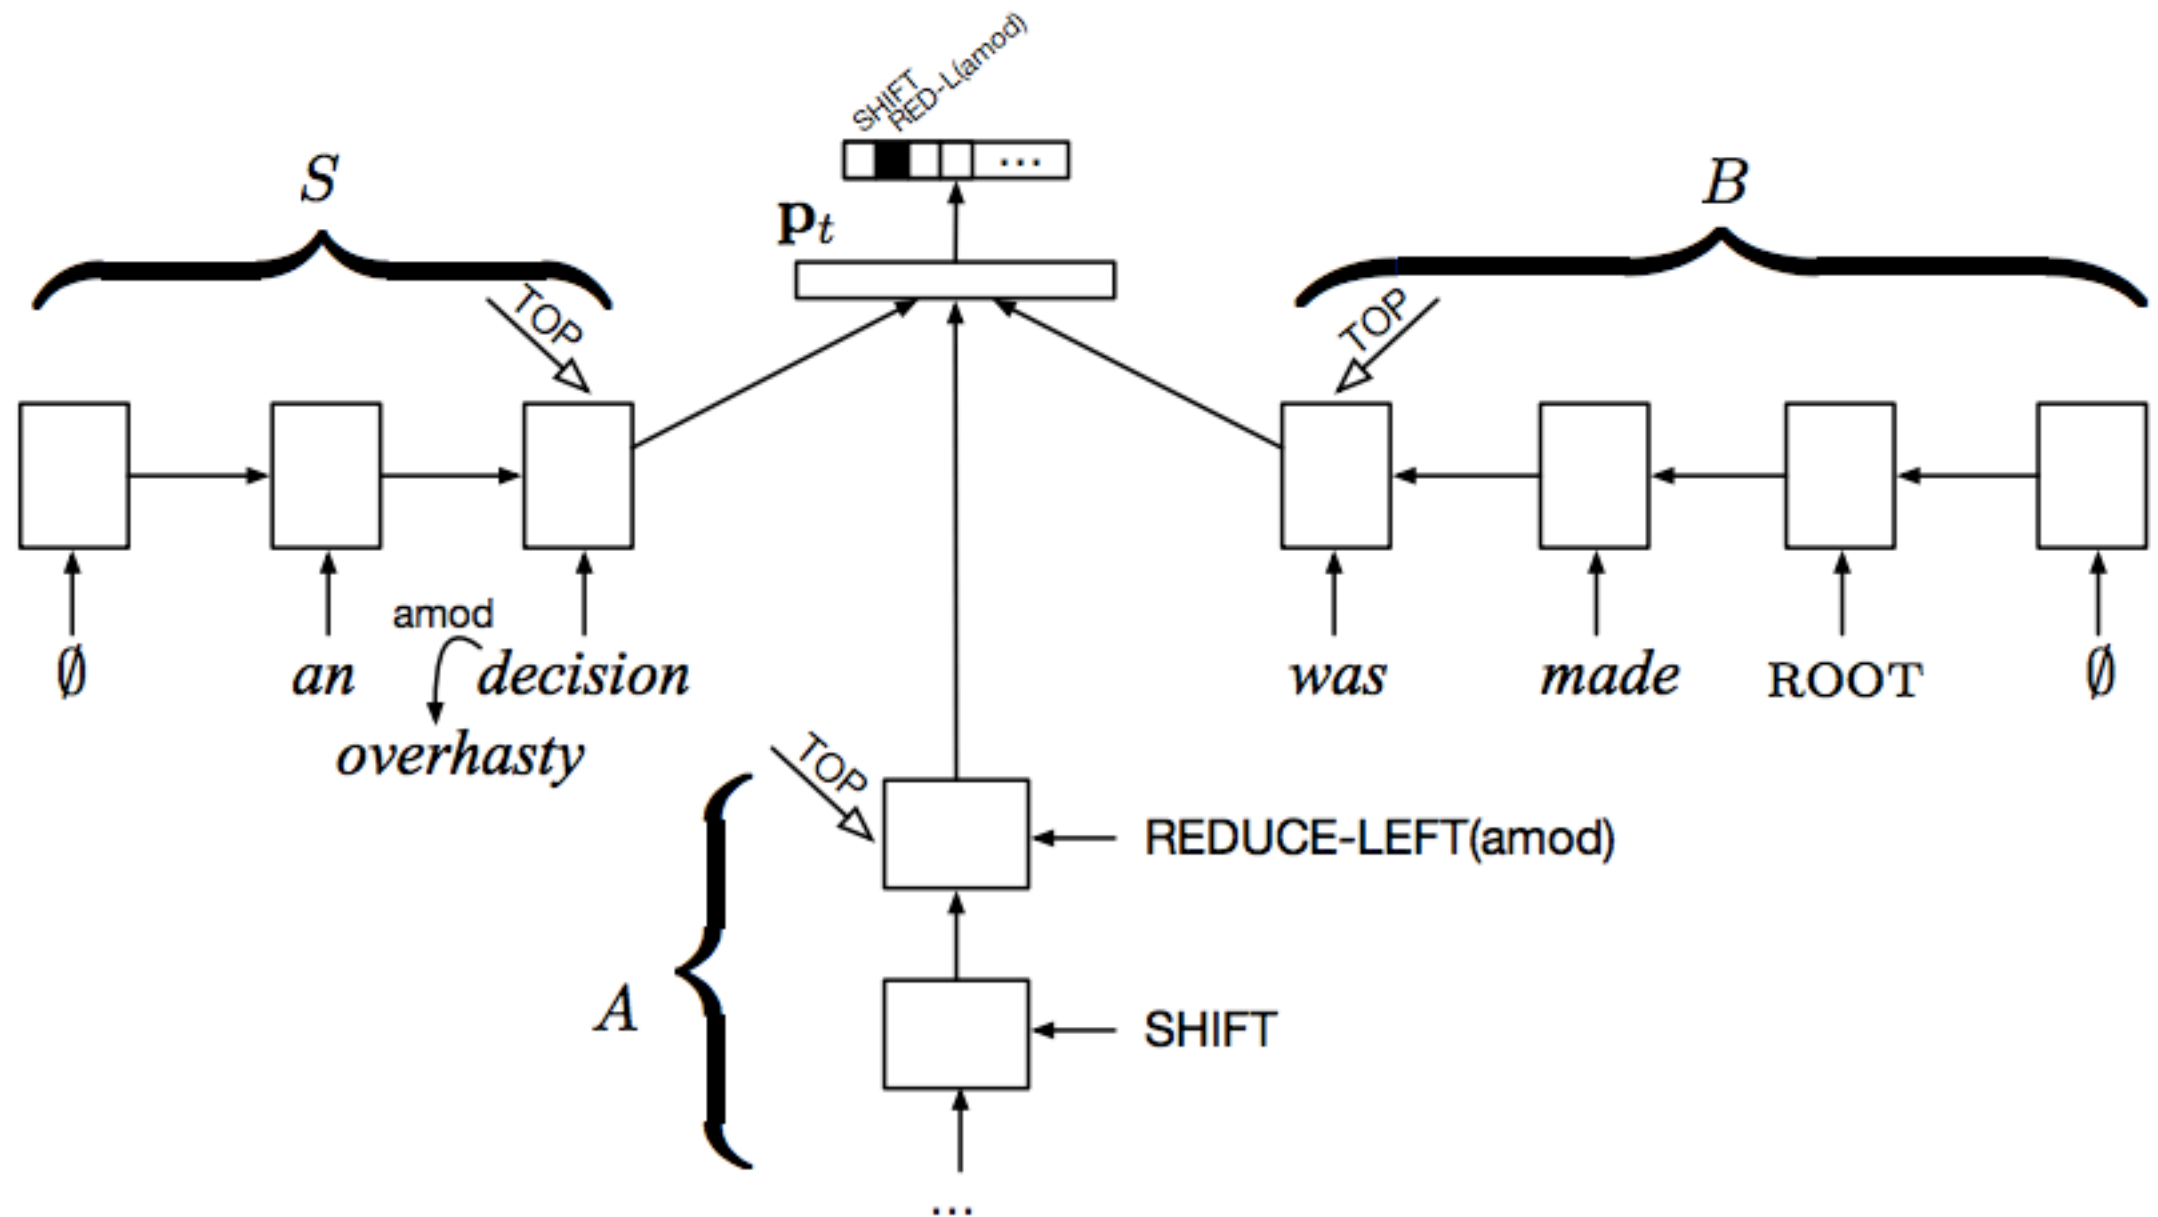 SHIFT
RED-L(amod)
...
p_t
S
B
TOP
TOP
amod
∅ an decision was made ROOT ∅
overhasty
TOP
REDUCE-LEFT(amod)
A
SHIFT
...